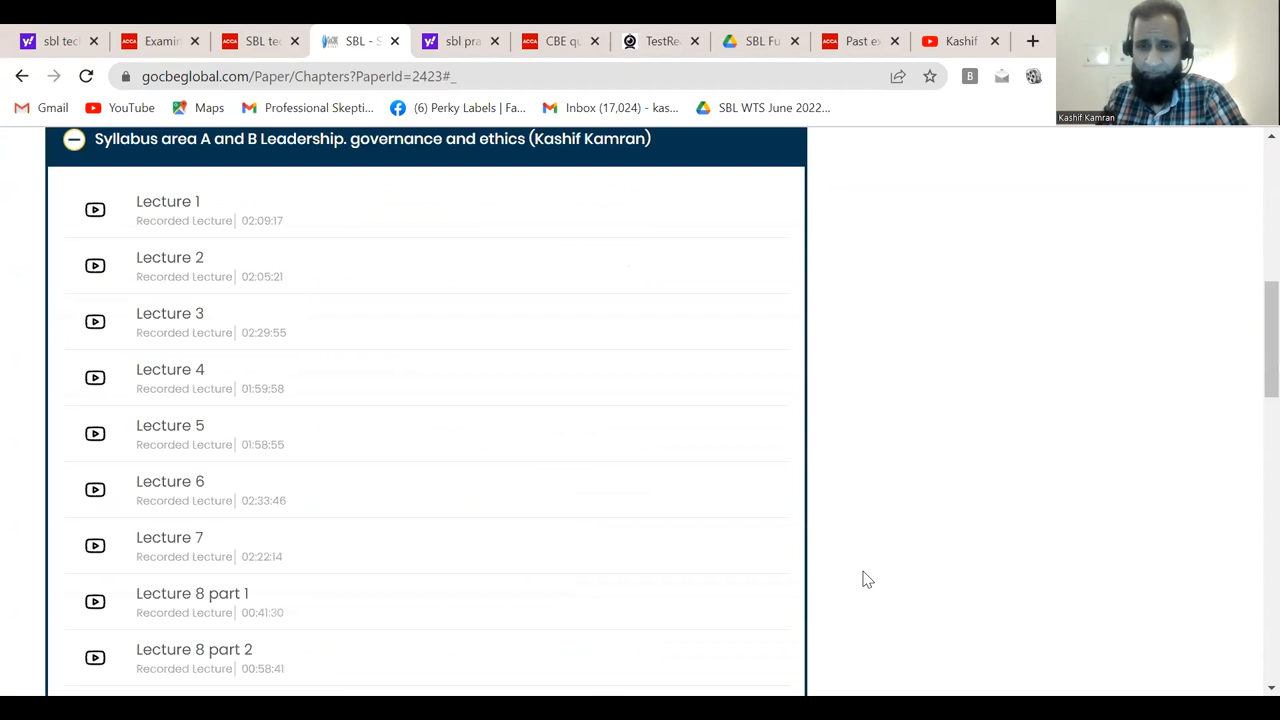 sbl tec
Examin
SBL tec
SBL - S
sbl pra
CBE qu
TestRe
SBL Fu
Past ex
Kashif
gocbeglobal.com/Paper/Chapters?PaperId=2423#_
B
Gmail
YouTube
Maps
Professional Skepti...
(6) Perky Labels | Fa...
Inbox (17,024) - kas...
SBL WTS June 2022...
Kashif Kamran
Syllabus area A and B Leadership. governance and ethics (Kashif Kamran)
Lecture 1
Recorded Lecture| 02:09:17
Lecture 2
Recorded Lecture| 02:05:21
Lecture 3
Recorded Lecture| 02:29:55
Lecture 4
Recorded Lecture| 01:59:58
Lecture 5
Recorded Lecture| 01:58:55
Lecture 6
Recorded Lecture| 02:33:46
Lecture 7
Recorded Lecture| 02:22:14
Lecture 8 part 1
Recorded Lecture| 00:41:30
Lecture 8 part 2
Recorded Lecture| 00:58:41